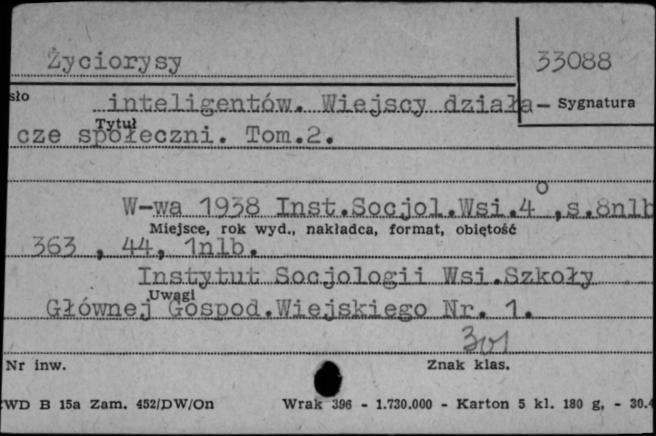 Życiorysy 33088
sło inteligentów. Wiejscy działa- Sygnatura
Tytuł
cze społeczni. Tom.2.
W-wa 1938 Inst.Socjol.Wsi.4° ,s.8nlb
Miejsce, rok wyd., nakładca, format, objętość
363 , 44, 1nlb.
Instytut Socjologii Wsi.Szkoły
Uwagi
Głównej Gospod.Wiejskiego Nr. 1.
301
Nr inw. Znak klas.
WD B 15a Zam. 452/DW/On Wrak 396 - 1.730.000 - Karton 5 kl. 180 g. - 30.4